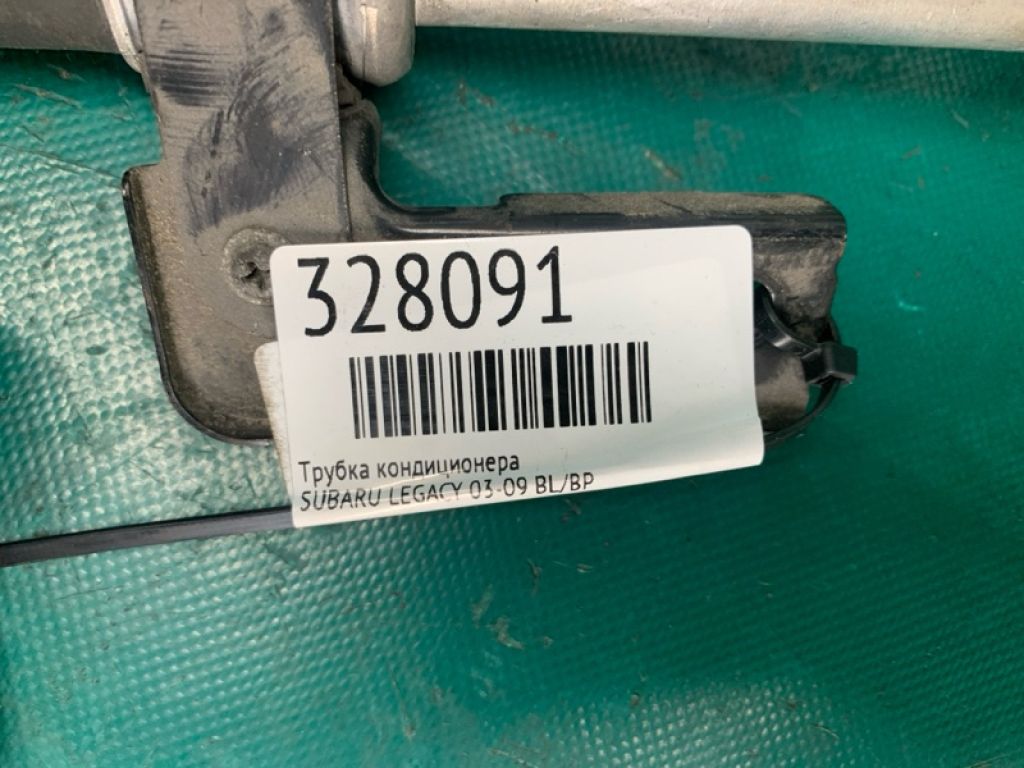 328091
Трубка кондиционера
SUBARU LEGACY 03-09 BL/BP